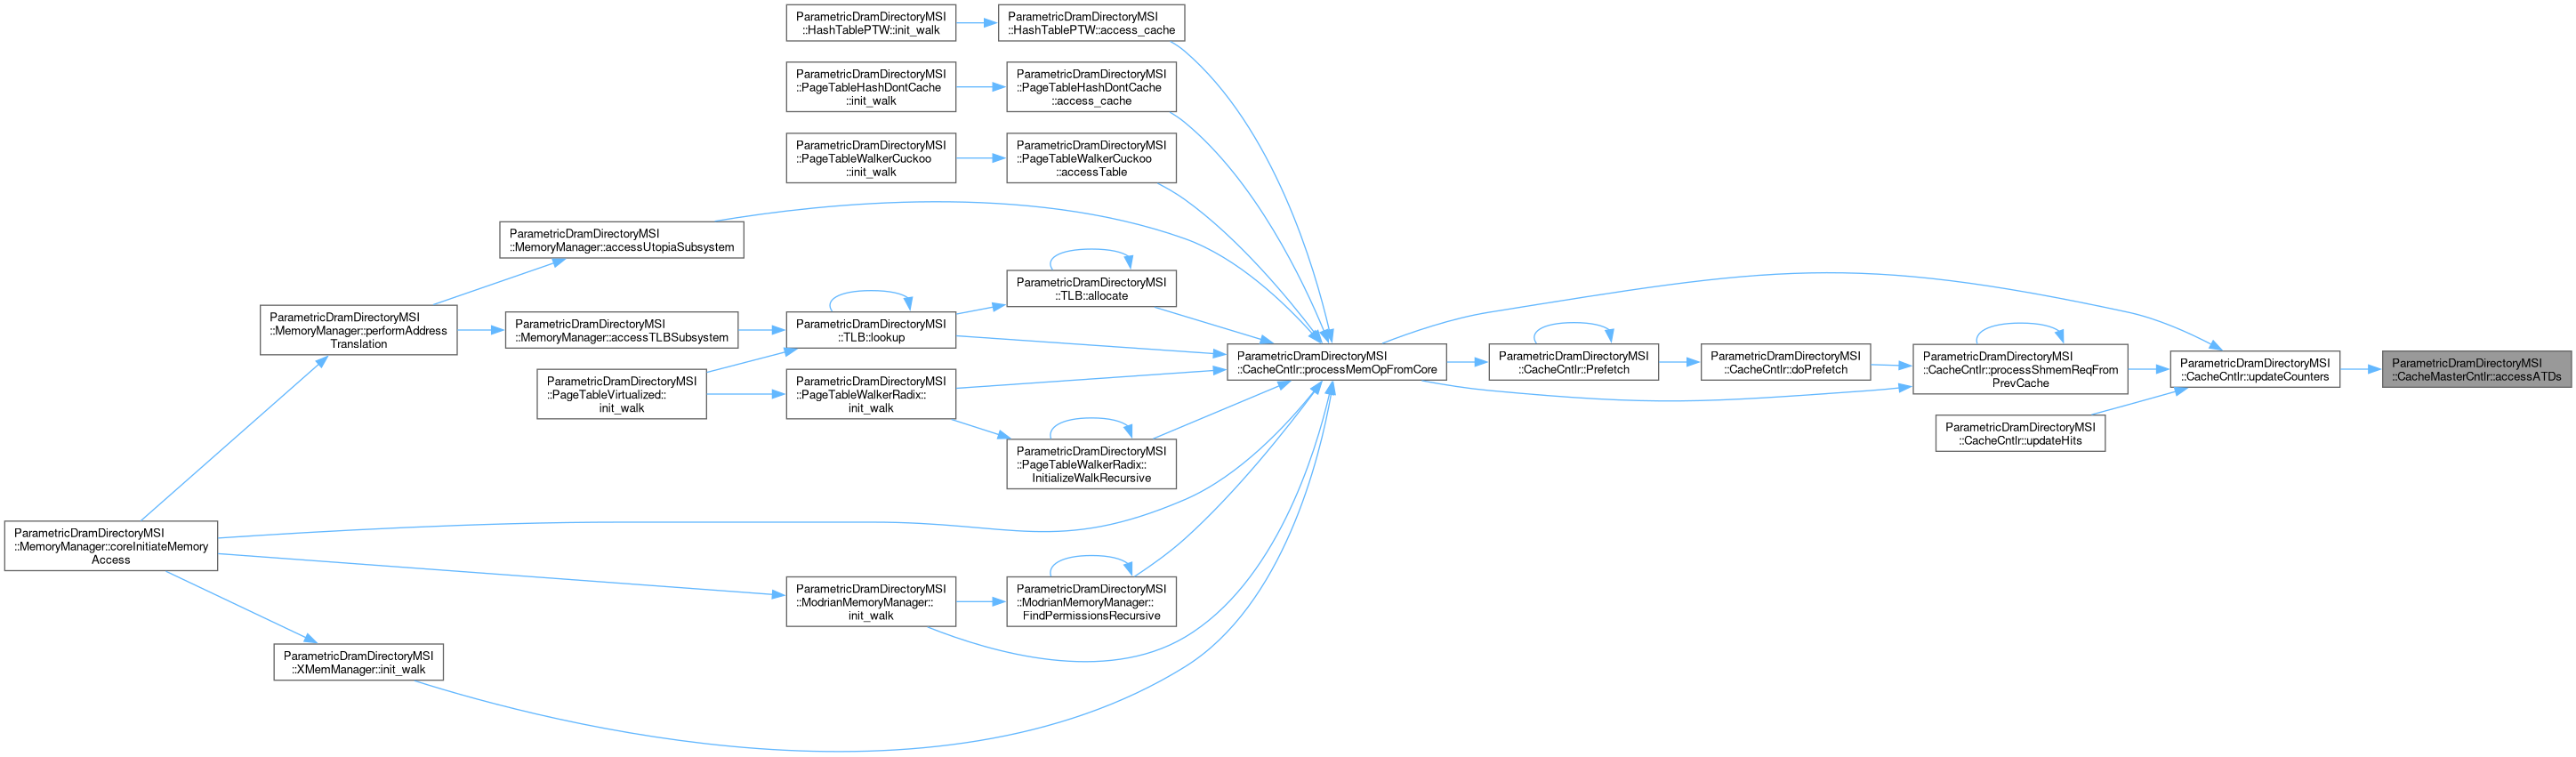 ParametricDramDirectoryMSI
::HashTablePTW::init_walk
ParametricDramDirectoryMSI
::HashTablePTW::access_cache
ParametricDramDirectoryMSI
::PageTableHashDontCache
::init_walk
ParametricDramDirectoryMSI
::PageTableHashDontCache
::access_cache
ParametricDramDirectoryMSI
::PageTableWalkerCuckoo
::init_walk
ParametricDramDirectoryMSI
::PageTableWalkerCuckoo
::accessTable
ParametricDramDirectoryMSI
::MemoryManager::accessUtopiaSubsystem
ParametricDramDirectoryMSI
::TLB::allocate
ParametricDramDirectoryMSI
::MemoryManager::performAddress
Translation
ParametricDramDirectoryMSI
::MemoryManager::accessTLBSubsystem
ParametricDramDirectoryMSI
::TLB::lookup
ParametricDramDirectoryMSI
::CacheCntlr::processMemOpFromCore
ParametricDramDirectoryMSI
::CacheCntlr::Prefetch
ParametricDramDirectoryMSI
::CacheCntlr::doPrefetch
ParametricDramDirectoryMSI
::CacheCntlr::processShmemReqFrom
PrevCache
ParametricDramDirectoryMSI
::CacheCntlr::updateCounters
ParametricDramDirectoryMSI
::CacheMasterCntlr::accessATDs
ParametricDramDirectoryMSI
::PageTableVirtualized::
init_walk
ParametricDramDirectoryMSI
::PageTableWalkerRadix::
init_walk
ParametricDramDirectoryMSI
::CacheCntlr::updateHits
ParametricDramDirectoryMSI
::PageTableWalkerRadix::
InitializeWalkRecursive
ParametricDramDirectoryMSI
::MemoryManager::coreInitiateMemory
Access
ParametricDramDirectoryMSI
::ModrianMemoryManager::
init_walk
ParametricDramDirectoryMSI
::ModrianMemoryManager::
FindPermissionsRecursive
ParametricDramDirectoryMSI
::XMemManager::init_walk